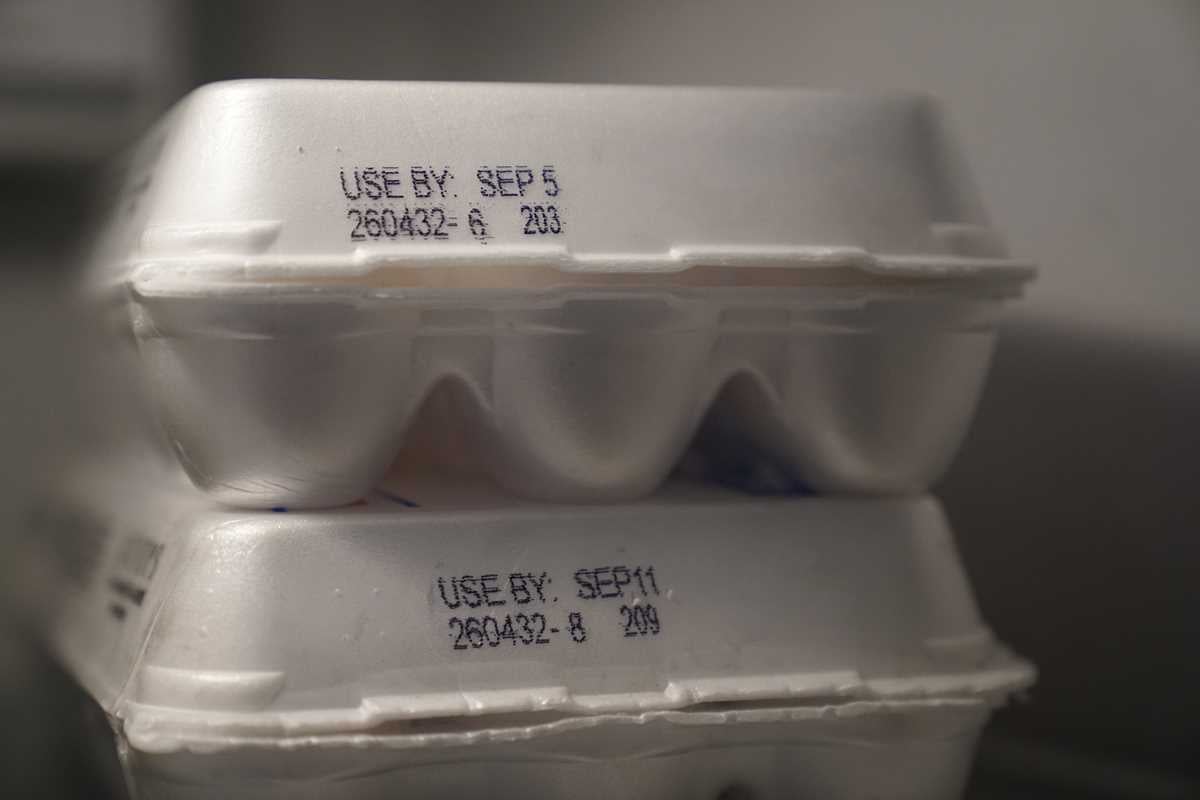 USE BY: SEP 5
260432- 6 203
USE BY: SEP11
260432- 8 209